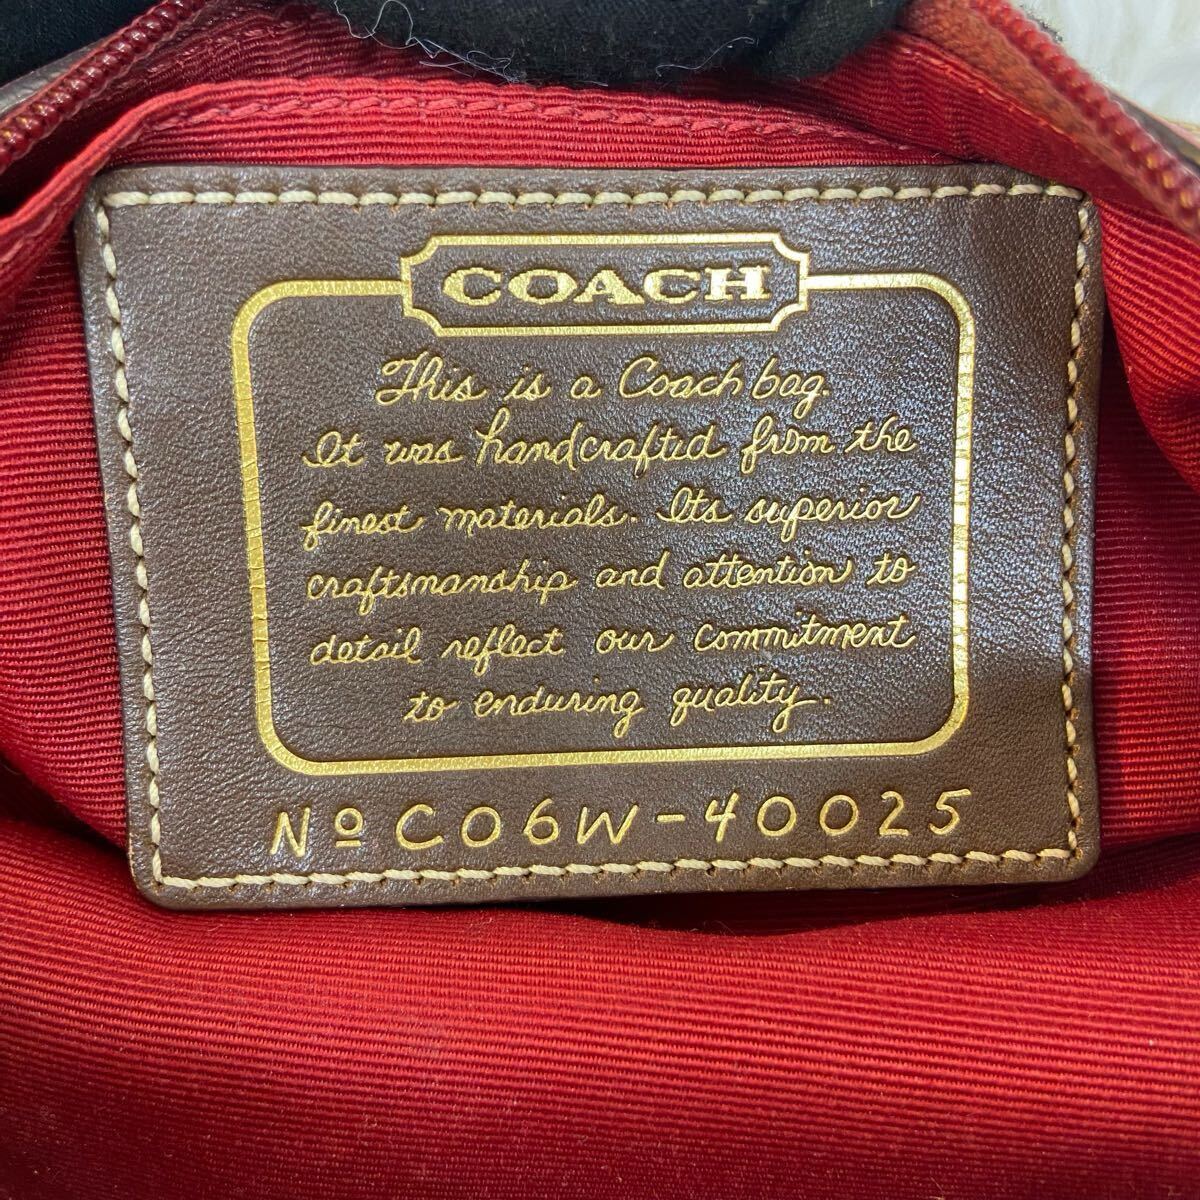 COACH
This is a Coach bag.
It was handcrafted from the
finest materials. Its superior
craftsmanship and attention to
detail reflect our commitment
to enduring quality.
Nº C06W-40025